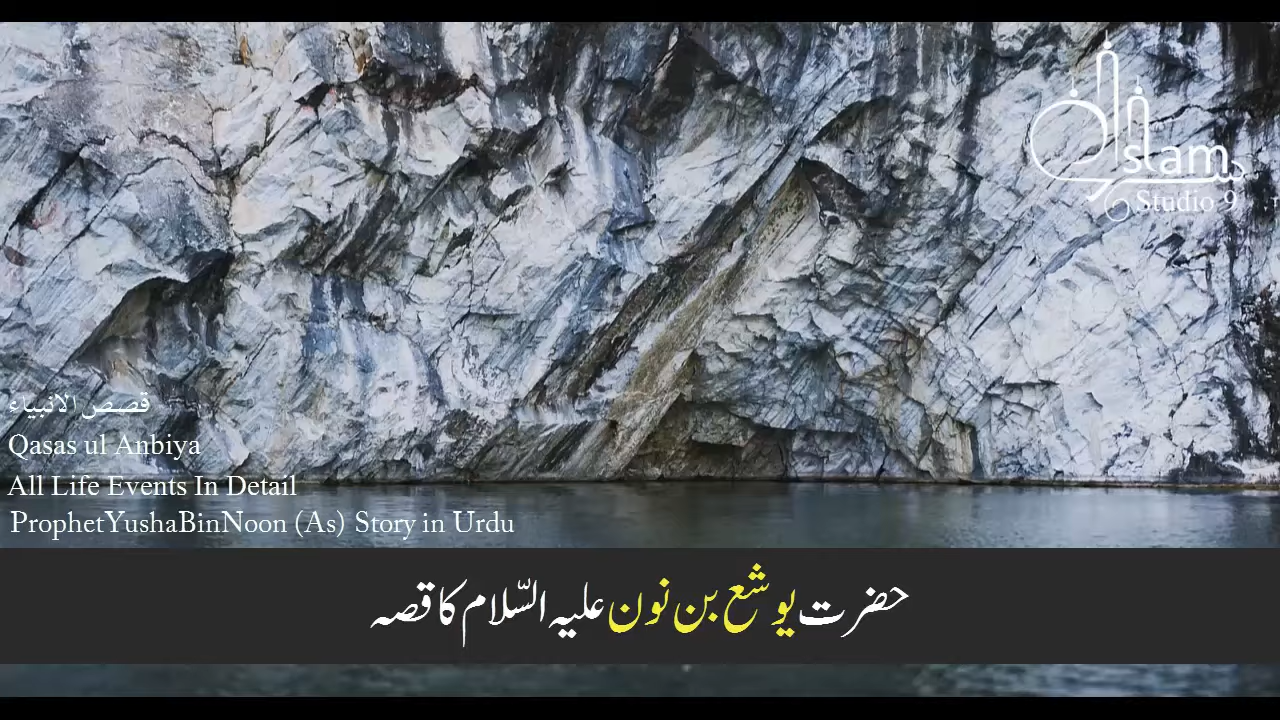 Islam
Studio 9
قصص الانبیاء
Qasas ul Anbiya
All Life Events In Detail
ProphetYushaBinNoon (As) Story in Urdu
حضرت یوشع بن نون علیہ السّلام کا قصہ